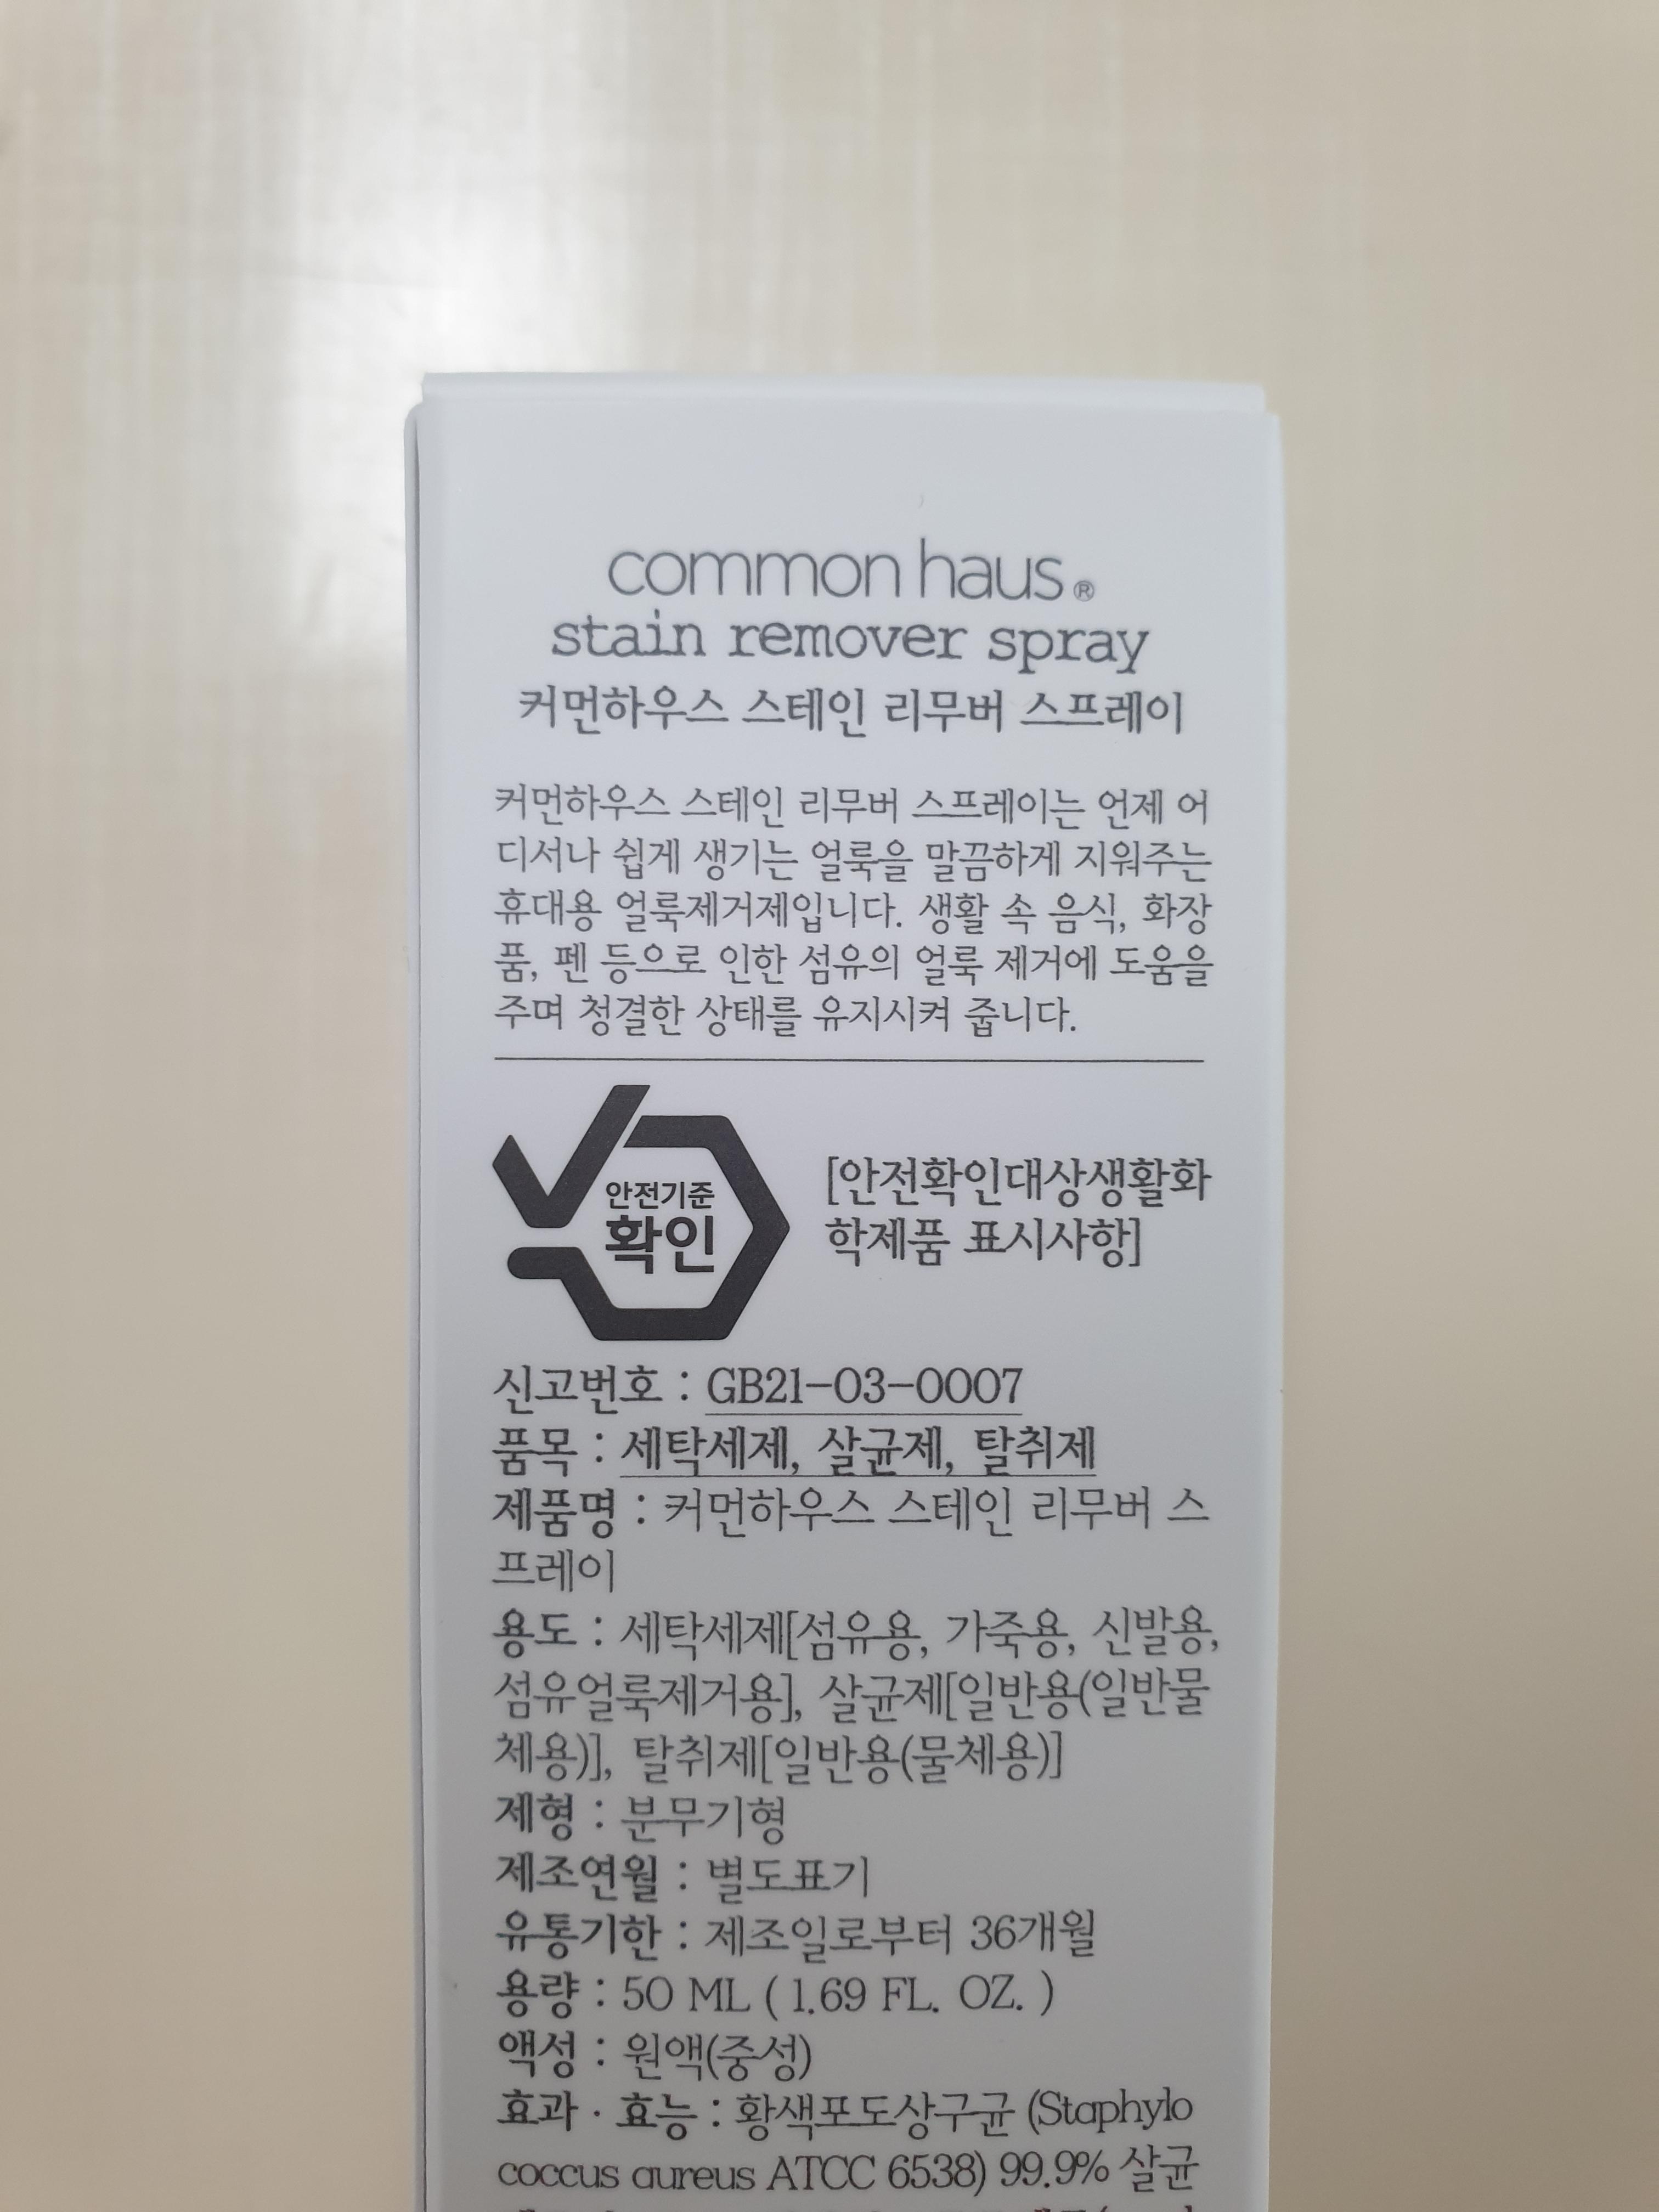 common haus®
stain remover spray
커먼하우스 스테인 리무버 스프레이
커먼하우스 스테인 리무버 스프레이는 언제 어
디서나 쉽게 생기는 얼룩을 말끔하게 지워주는
휴대용 얼룩제거제입니다. 생활 속 음식, 화장
품, 펜 등으로 인한 섬유의 얼룩 제거에 도움을
주며 청결한 상태를 유지시켜 줍니다.
안전기준
확인
[안전확인대상생활화
학제품 표시사항]
신고번호 : GB21-03-0007
품목 : 세탁세제, 살균제, 탈취제
제품명 : 커먼하우스 스테인 리무버 스
프레이
용도 : 세탁세제[섬유용, 가죽용, 신발용,
섬유얼룩제거용], 살균제[일반용(일반물
체용)], 탈취제[일반용(물체용)]
제형 : 분무기형
제조연월 : 별도표기
유통기한 : 제조일로부터 36개월
용량 : 50 ML ( 1.69 FL. OZ. )
액성 : 원액(중성)
효과 · 효능 : 황색포도상구균 (Staphylo
coccus aureus ATCC 6538) 99.9% 살균